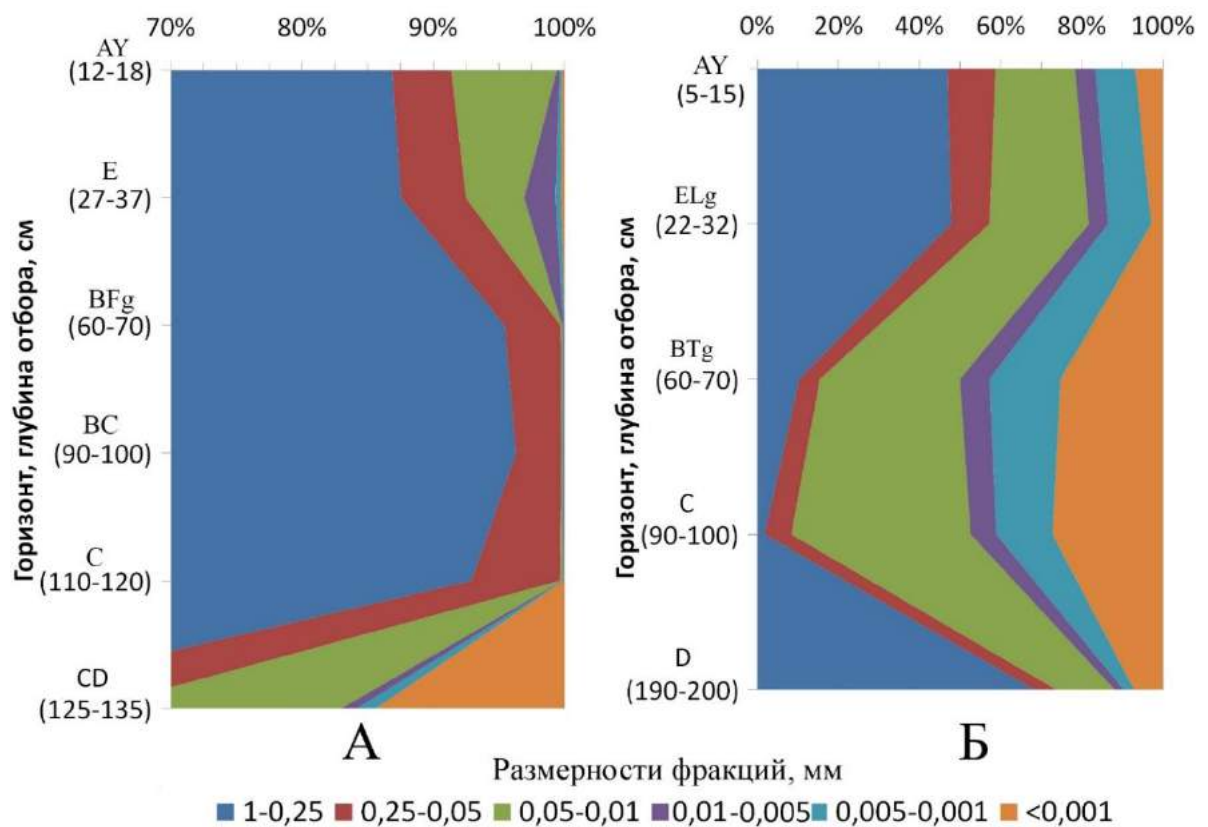 70% 80% 90% 100%
Горизонт, глубина отбора, см
AY
(12-18)
E
(27-37)
BFg
(60-70)
BC
(90-100)
C
(110-120)
CD
(125-135)
А
0% 20% 40% 60% 80% 100%
Горизонт, глубина отбора, см
AY
(5-15)
ELg
(22-32)
BTg
(60-70)
C
(90-100)
D
(190-200)
Б
Размерности фракций, мм
1-0,25 0,25-0,05 0,05-0,01 0,01-0,005 0,005-0,001 <0,001